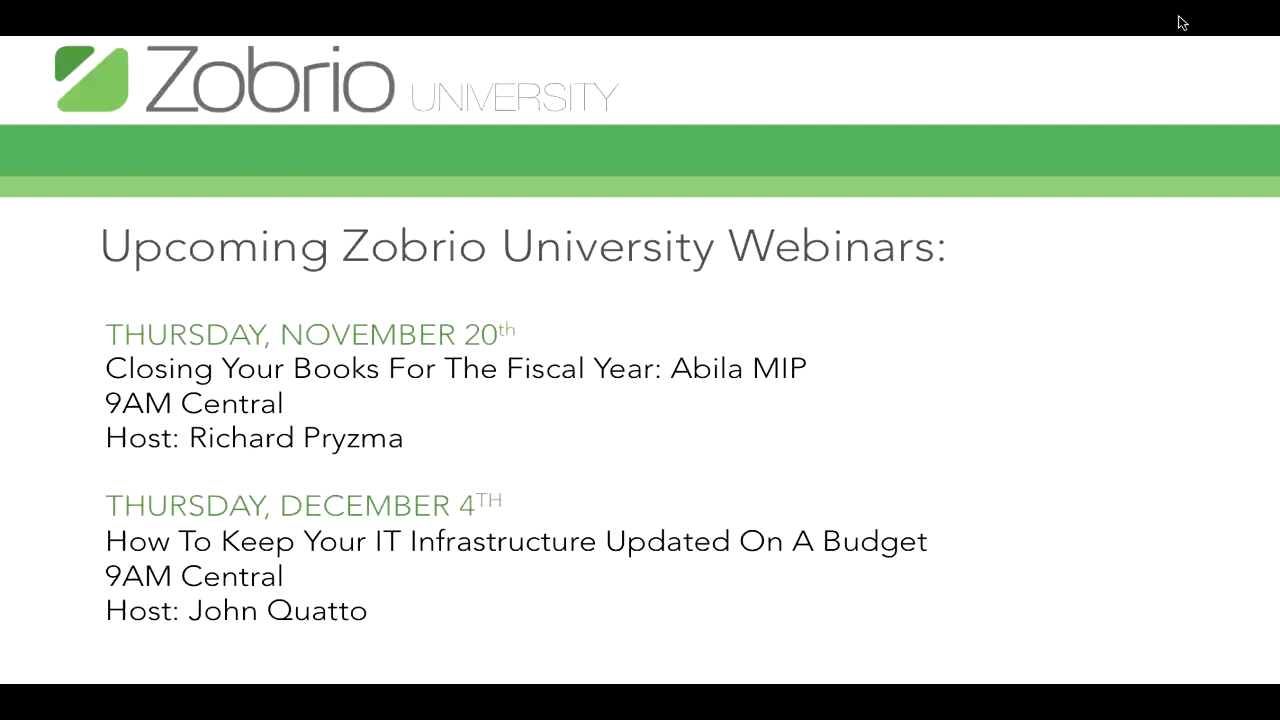 Zobrio UNIVERSITY
Upcoming Zobrio University Webinars:
THURSDAY, NOVEMBER 20th
Closing Your Books For The Fiscal Year: Abila MIP
9AM Central
Host: Richard Pryzma
THURSDAY, DECEMBER 4TH
How To Keep Your IT Infrastructure Updated On A Budget
9AM Central
Host: John Quatto